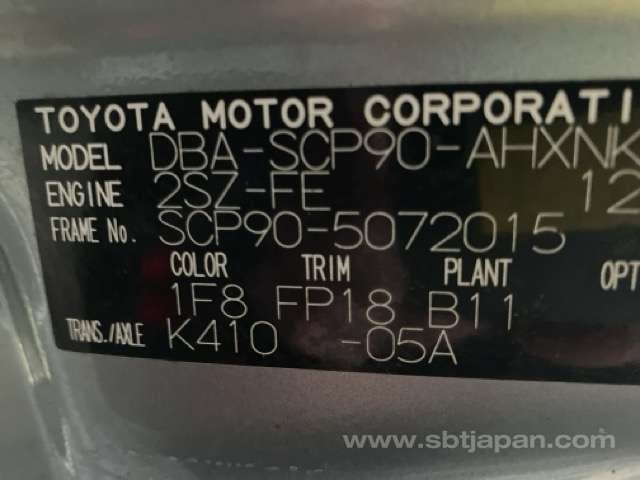 TOYOTA MOTOR CORPORATI
MODEL DBA-SCP90-AHXNK
ENGINE 2SZ-FE 12
FRAME No. SCP90-5072015
COLOR TRIM PLANT OPT
1F8 FP18 B11
TRANS./AXLE K410 -05A
www.sbtjapan.com